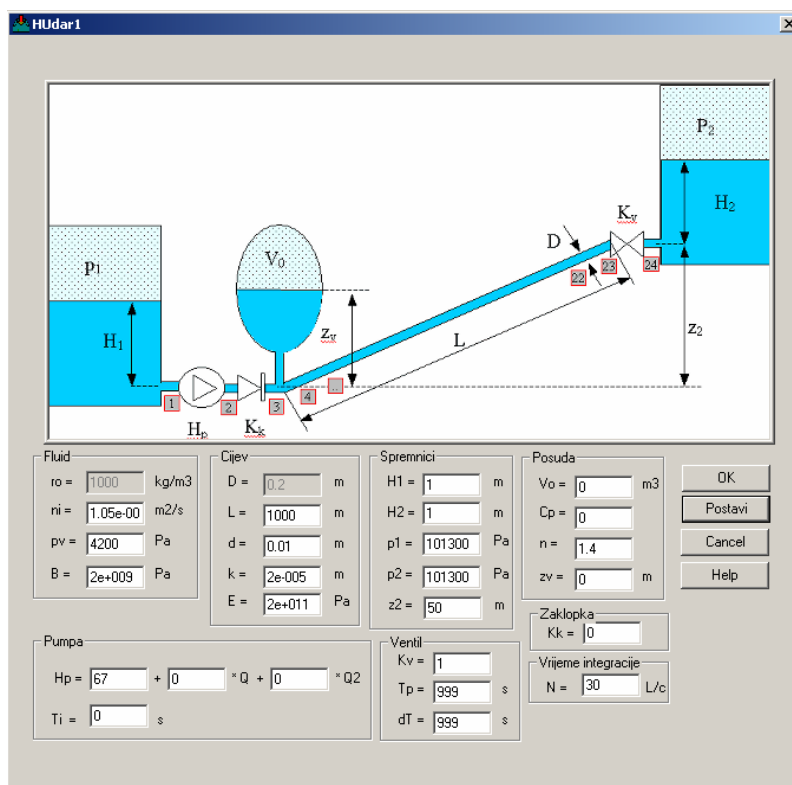 HUdar1
P2
H2
Kv
D
22
23
24
z2
L
V0
zv
p1
H1
1
2
3
4
..
Hp
Kk
Fluid
ro = 1000 kg/m3
ni = 1.05e-00 m2/s
pv = 4200 Pa
B = 2e+009 Pa
Cijev
D = 0.2 m
L = 1000 m
d = 0.01 m
k = 2e-005 m
E = 2e+011 Pa
Spremnici
H1 = 1 m
H2 = 1 m
p1 = 101300 Pa
p2 = 101300 Pa
z2 = 50 m
Posuda
Vo = 0 m3
Cp = 0
n = 1.4
zv = 0 m
OK
Postavi
Cancel
Help
Zaklopka
Kk = 0
Pumpa
Hp = 67 + 0 * Q + 0 * Q2
Ti = 0 s
Ventil
Kv = 1
Tp = 999 s
dT = 999 s
Vrijeme integracije
N = 30 L/c